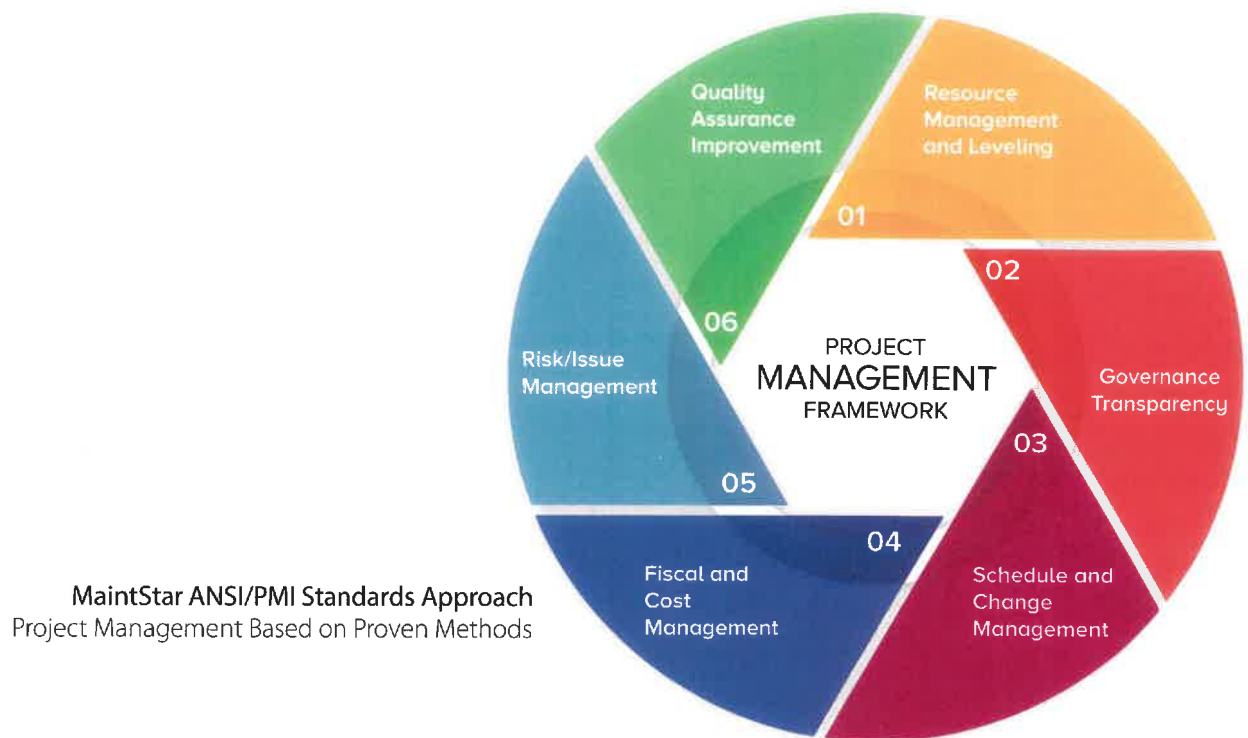 Quality
Assurance
Improvement
06
Resource
Management
and Leveling
01
02
Governance
Transparency
03
Schedule and
Change
Management
04
Fiscal and
Cost
Management
05
Risk/Issue
Management
PROJECT
MANAGEMENT
FRAMEWORK
MaintStar ANSI/PMI Standards Approach
Project Management Based on Proven Methods